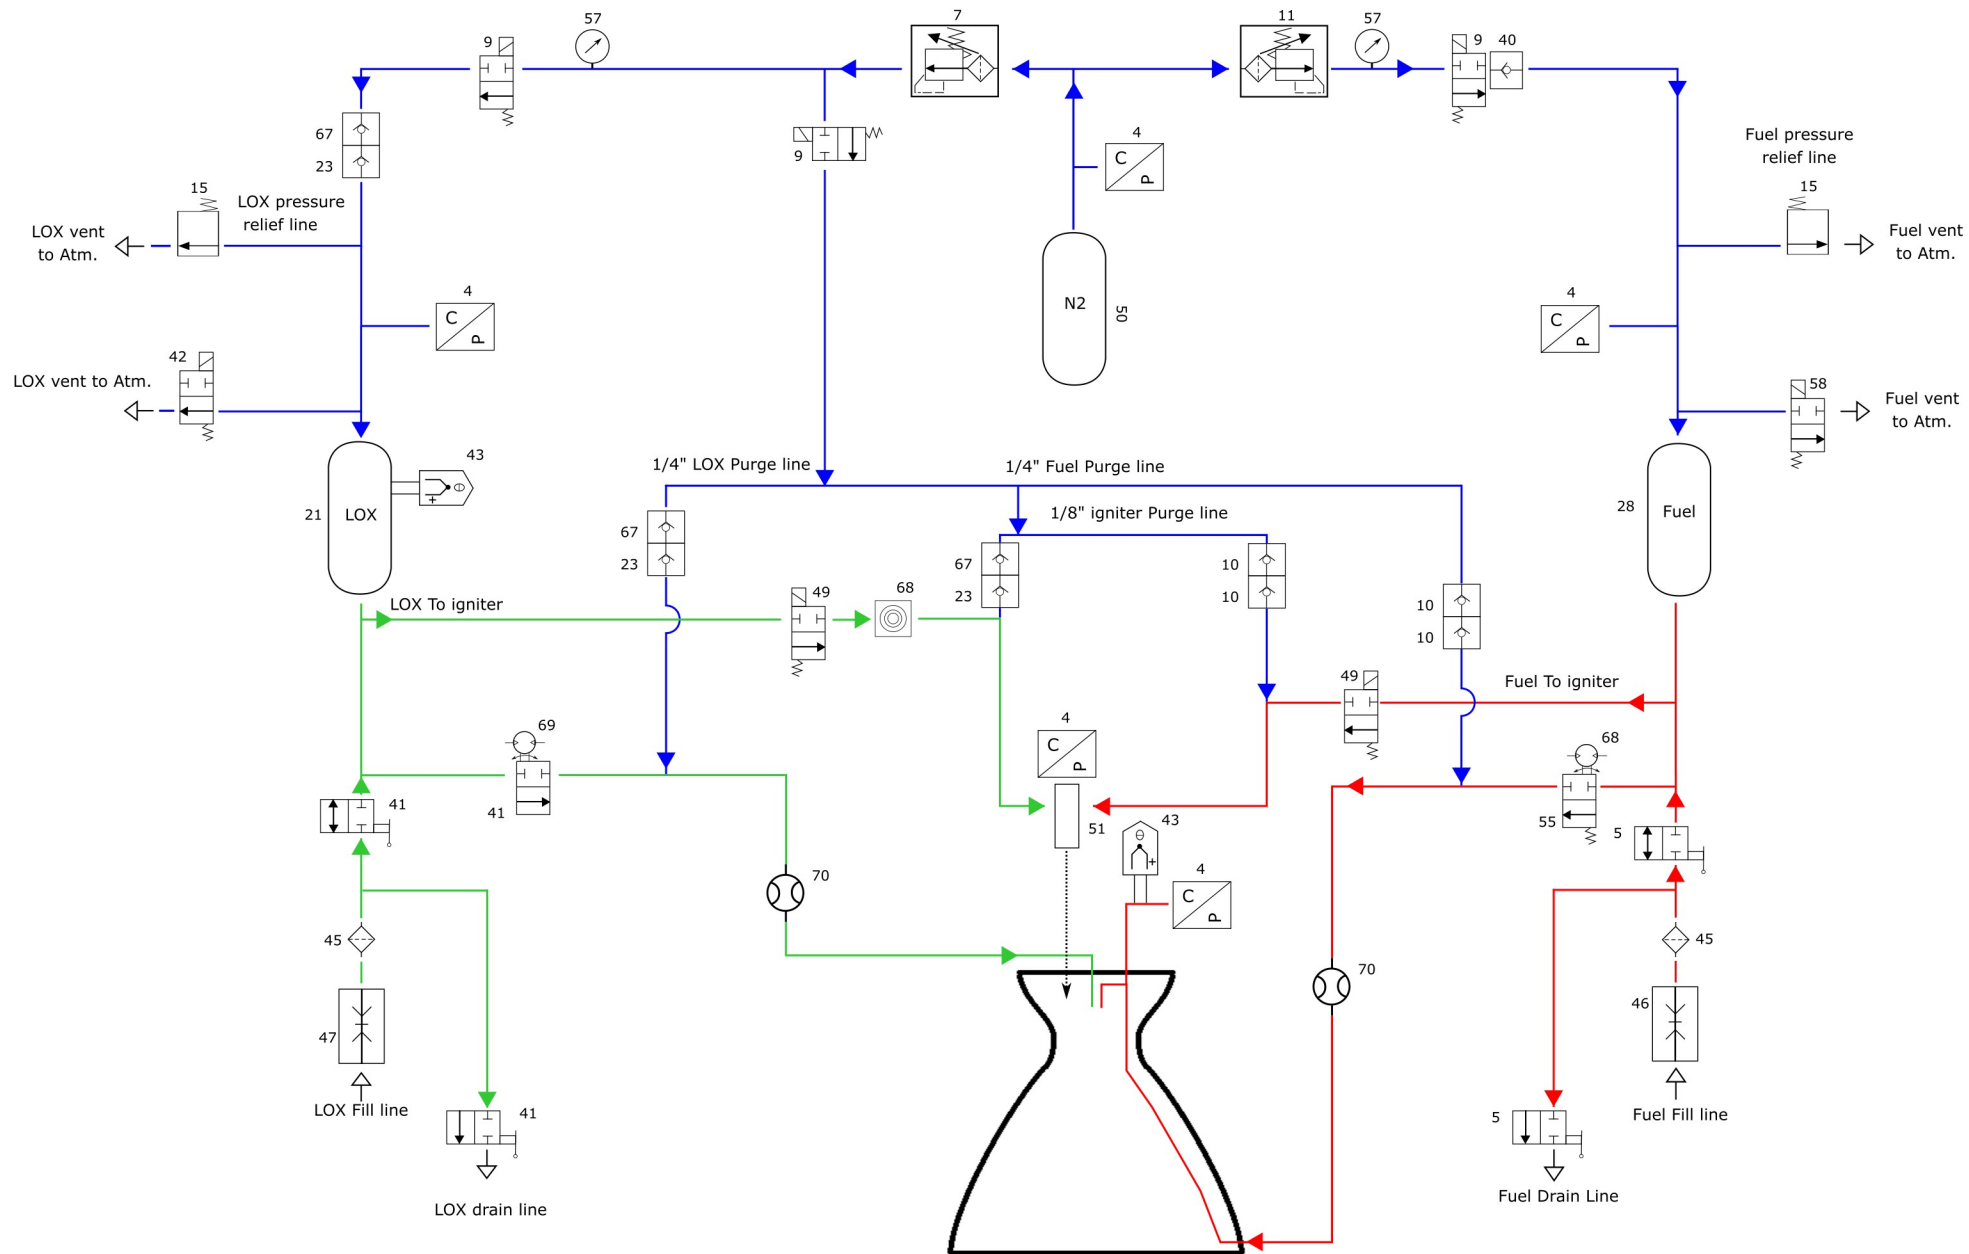 57
7
11
57
9
9
40
67
23
9
4
C
P
Fuel pressure
relief line
15
LOX pressure
relief line
15
LOX vent
to Atm.
Fuel vent
to Atm.
4
C
P
N2
50
4
C
P
42
LOX vent to Atm.
58
Fuel vent
to Atm.
43
θ
+
1/4" LOX Purge line
1/4" Fuel Purge line
21
LOX
28
Fuel
1/8" igniter Purge line
67
23
67
23
10
10
10
10
LOX To igniter
49
68
49
Fuel To igniter
4
C
P
69
41
68
55
41
51
43
θ
+
5
4
C
P
70
45
45
70
47
46
LOX Fill line
41
5
Fuel Fill line
LOX drain line
Fuel Drain Line